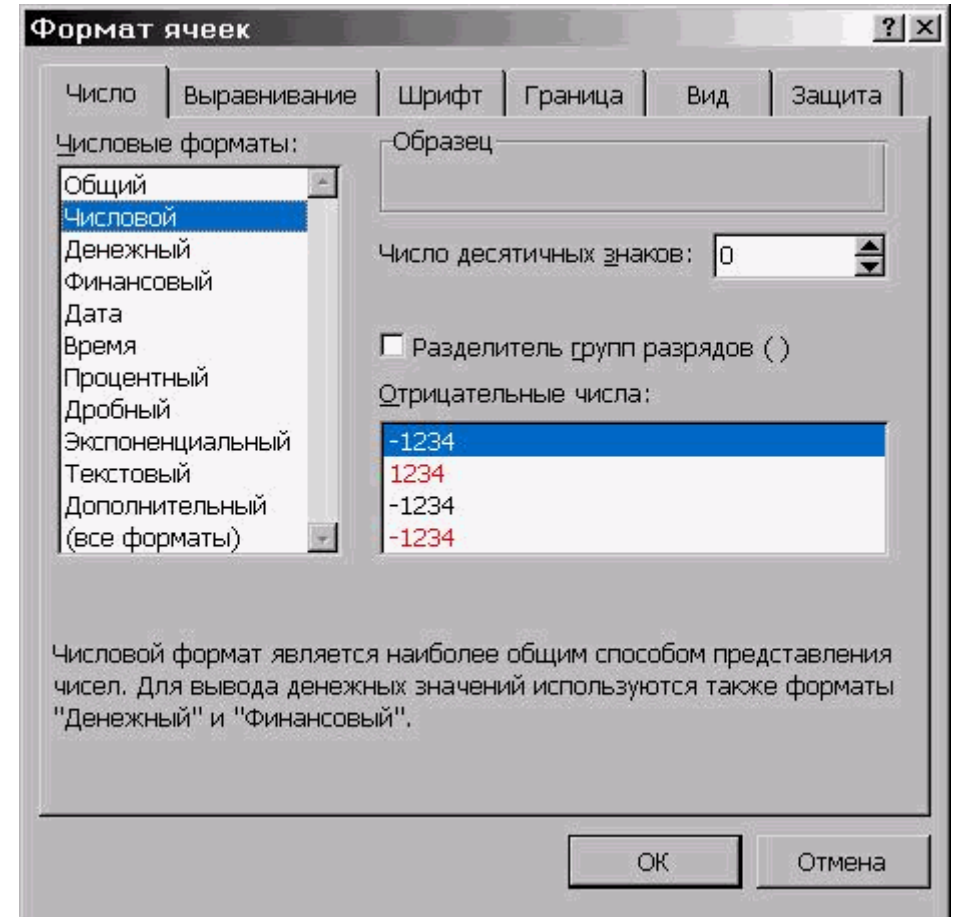 Формат ячеек
Число Выравнивание Шрифт Граница Вид Защита
Числовые форматы:
Общий
Числовой
Денежный
Финансовый
Дата
Время
Процентный
Дробный
Экспоненциальный
Текстовый
Дополнительный
(все форматы)
Образец
Число десятичных знаков: 0
Разделитель групп разрядов ( )
Отрицательные числа:
-1234
1234
-1234
-1234
Числовой формат является наиболее общим способом представления
чисел. Для вывода денежных значений используются также форматы
"Денежный" и "Финансовый".
ОК Отмена